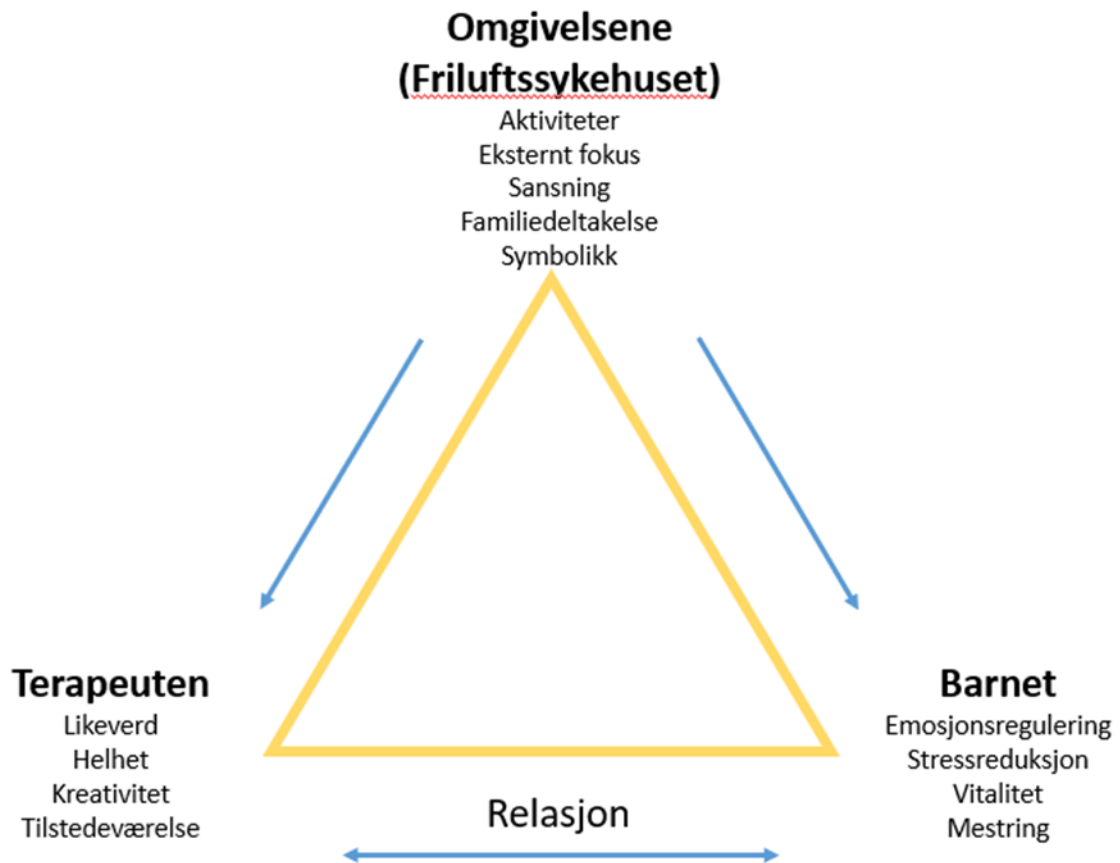 Omgivelsene
(Friluftssykehuset)
Aktiviteter
Eksternt fokus
Sansning
Familiedeltakelse
Symbolikk
Terapeuten
Likeverd
Helhet
Kreativitet
Tilstedeværelse
Barnet
Emosjonsregulering
Stressreduksjon
Vitalitet
Mestring
Relasjon